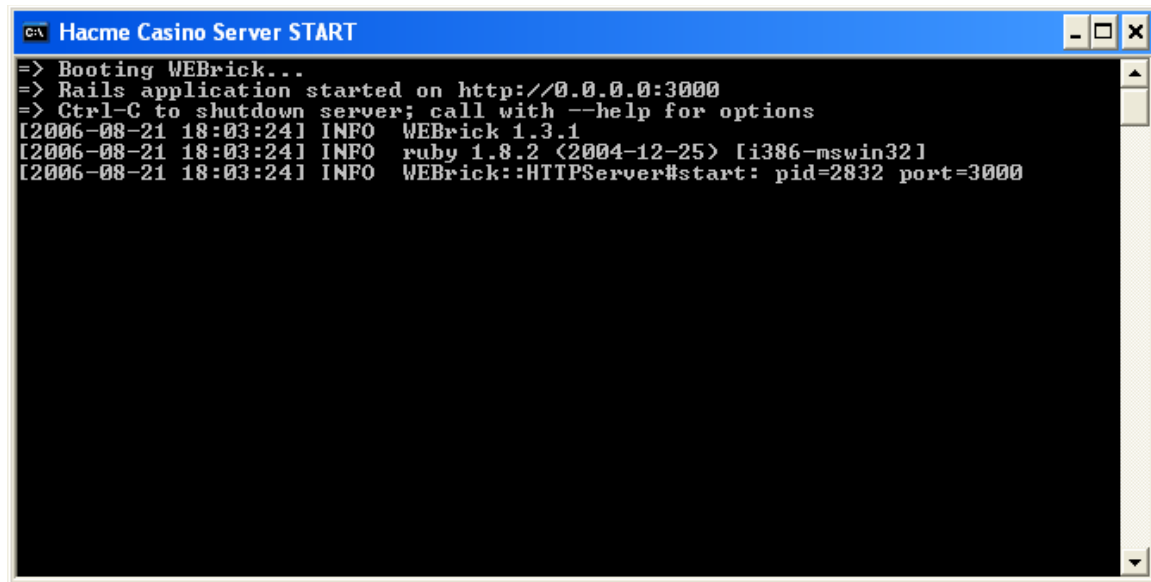 Hacme Casino Server START
=> Booting WEBrick...
=> Rails application started on http://0.0.0.0:3000
=> Ctrl-C to shutdown server; call with --help for options
[2006-08-21 18:03:24] INFO  WEBrick 1.3.1
[2006-08-21 18:03:24] INFO  ruby 1.8.2 (2004-12-25) [i386-mswin32]
[2006-08-21 18:03:24] INFO  WEBrick::HTTPServer#start: pid=2832 port=3000